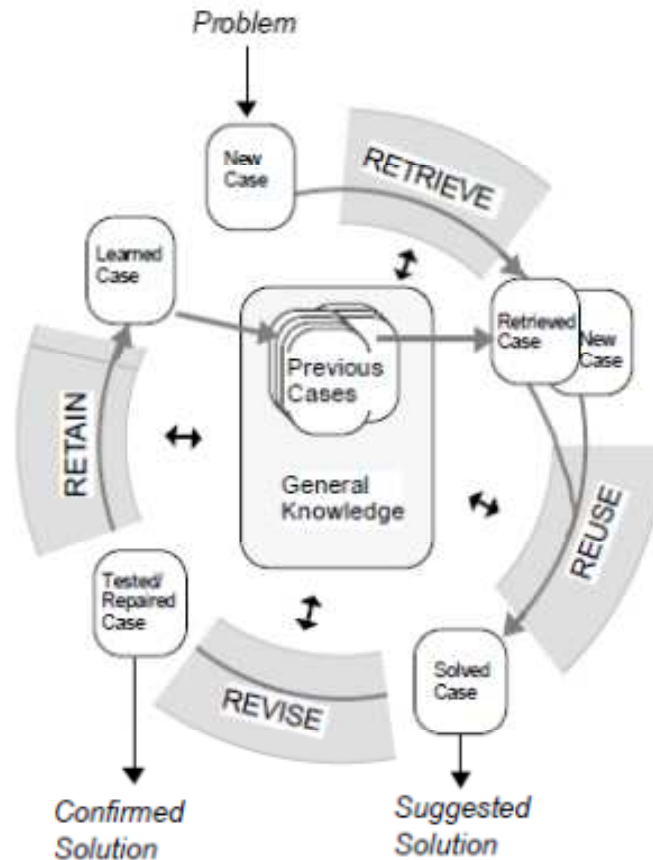 Problem
New
Case
RETRIEVE
Learned
Case
Retrieved
Case
New
Case
Previous
Cases
RETAIN
General
Knowledge
REUSE
Tested/
Repaired
Case
Solved
Case
REVISE
Confirmed
Solution
Suggested
Solution